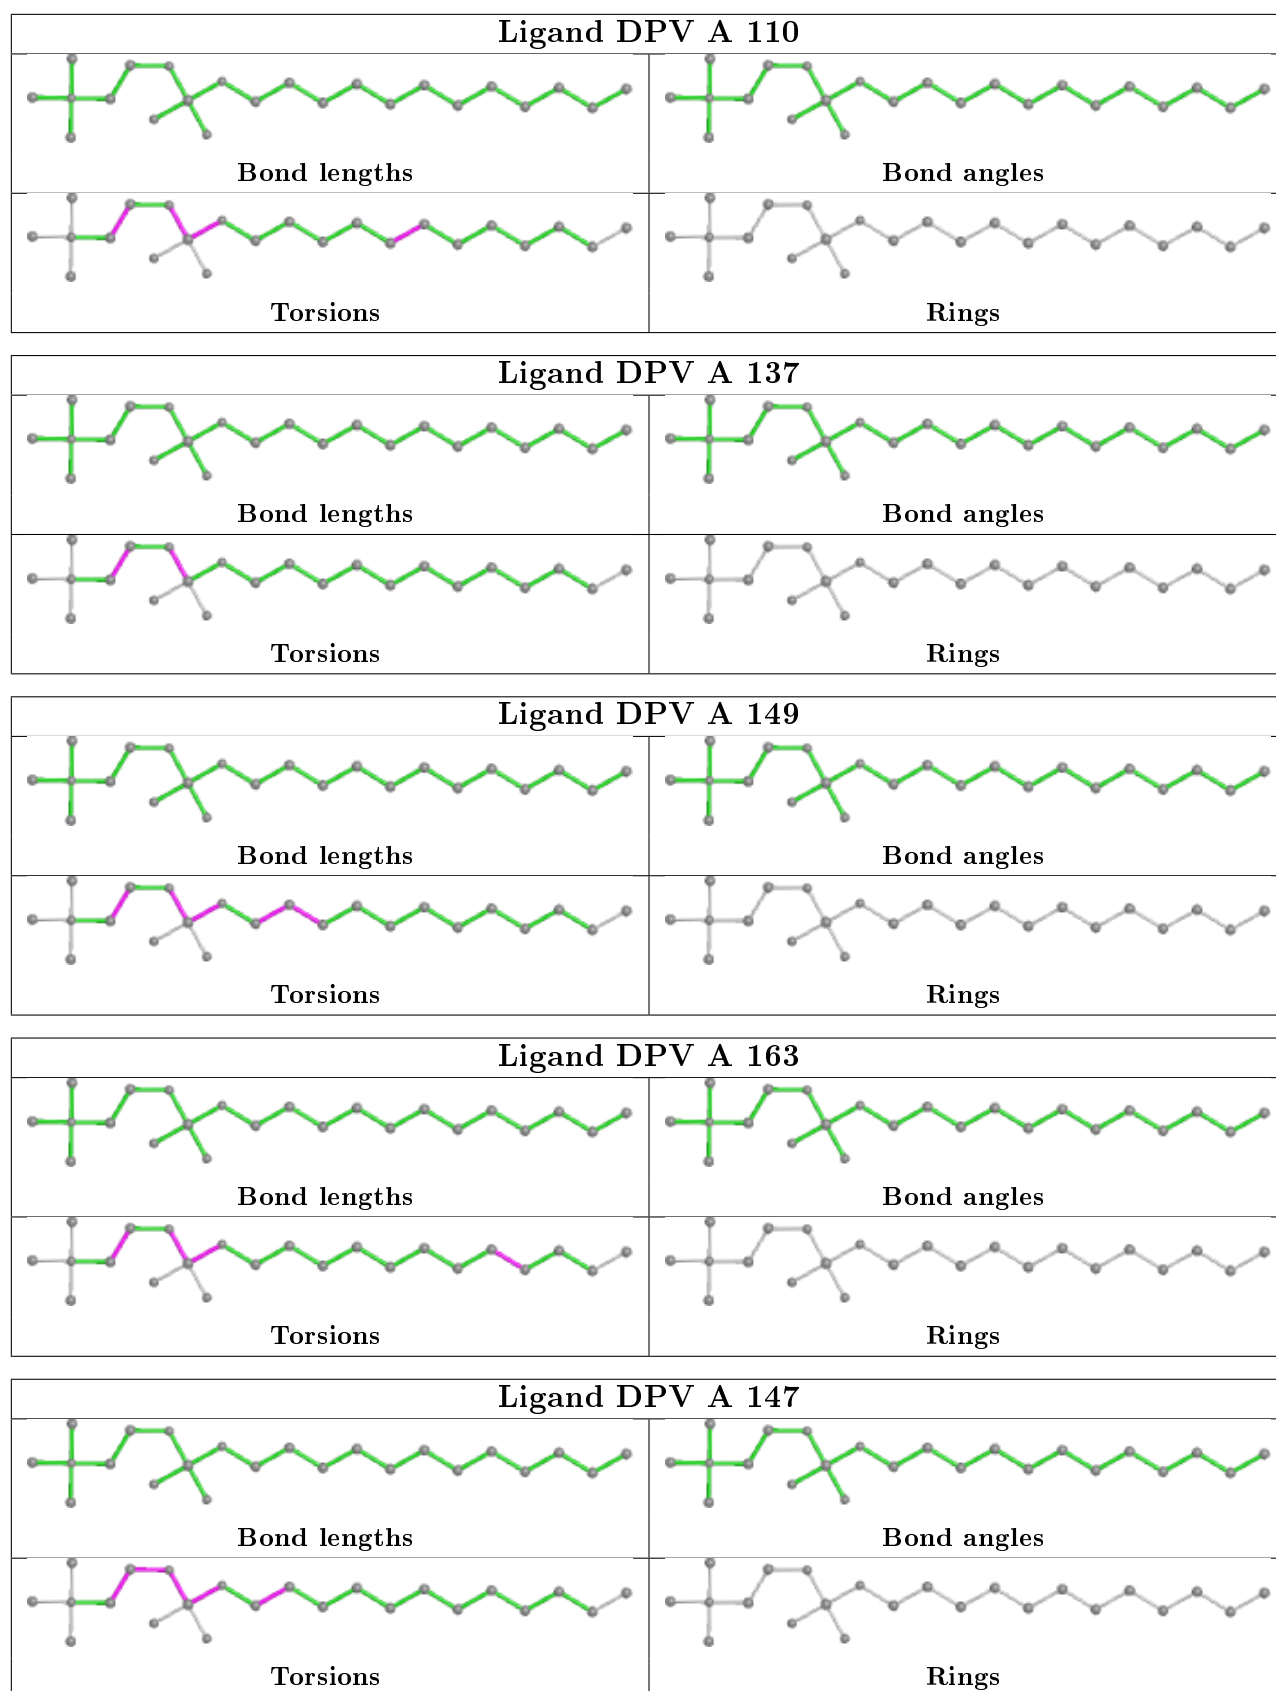 Ligand DPV A 110
Bond lengths
Bond angles
Torsions
Rings
Ligand DPV A 137
Bond lengths
Bond angles
Torsions
Rings
Ligand DPV A 149
Bond lengths
Bond angles
Torsions
Rings
Ligand DPV A 163
Bond lengths
Bond angles
Torsions
Rings
Ligand DPV A 147
Bond lengths
Bond angles
Torsions
Rings